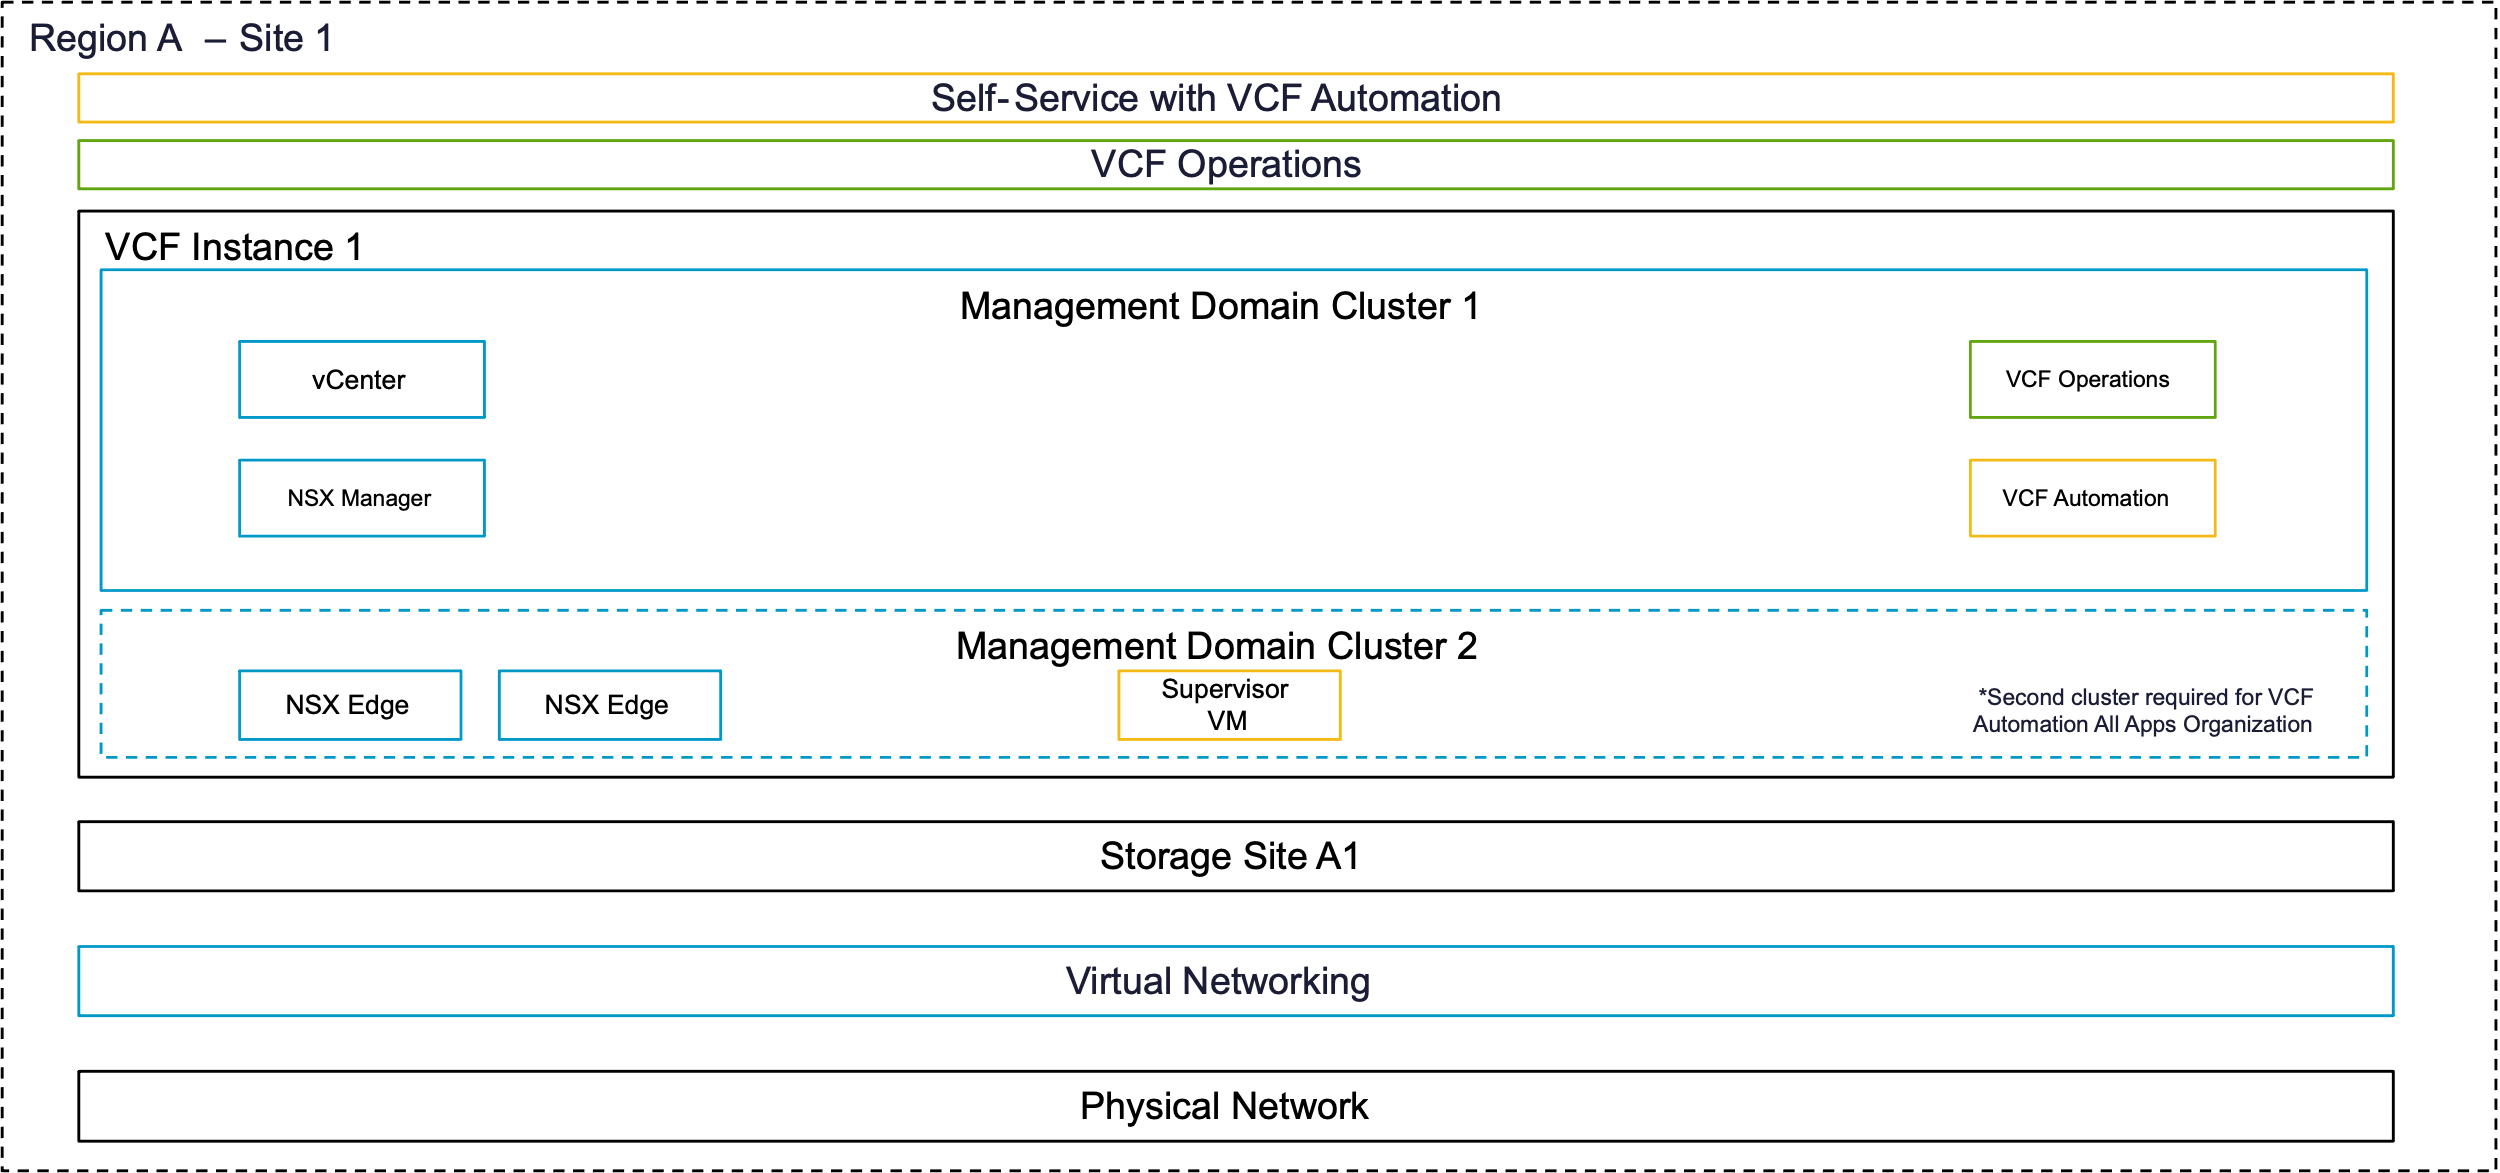 Region A – Site 1
Self-Service with VCF Automation
VCF Operations
VCF Instance 1
Management Domain Cluster 1
vCenter
VCF Operations
NSX Manager
VCF Automation
Management Domain Cluster 2
NSX Edge
NSX Edge
Supervisor
VM
*Second cluster required for VCF
Automation All Apps Organization
Storage Site A1
Virtual Networking
Physical Network